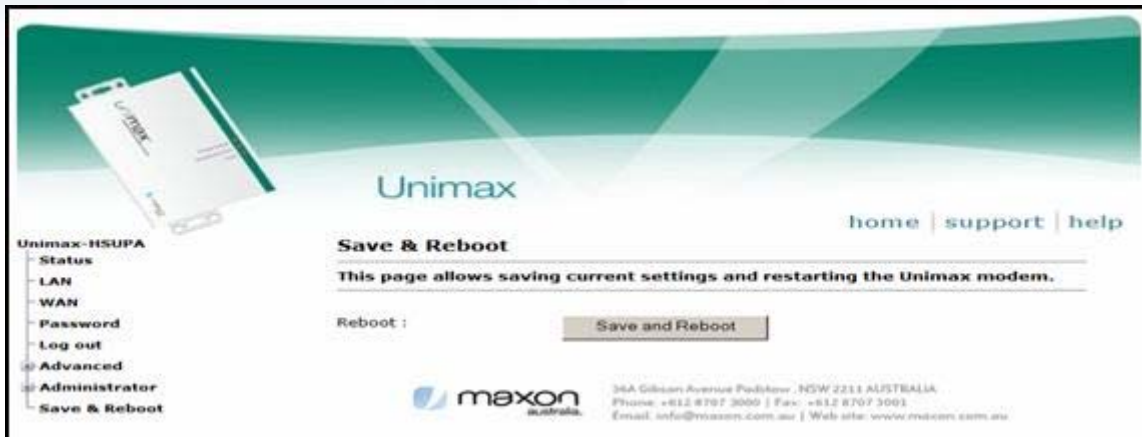 unimax
Unimax
home | support | help
Unimax-HSUPA
Status
LAN
WAN
Password
Log out
Advanced
Administrator
Save & Reboot
Save & Reboot
This page allows saving current settings and restarting the Unimax modem.
Reboot :
Save and Reboot
maxon
australia.
36A Gibson Avenue Padstow , NSW 2211 AUSTRALIA
Phone: +612 8707 3000 | Fax: +612 8707 3001
Email: info@maxon.com.au | Web site: www.maxon.com.au